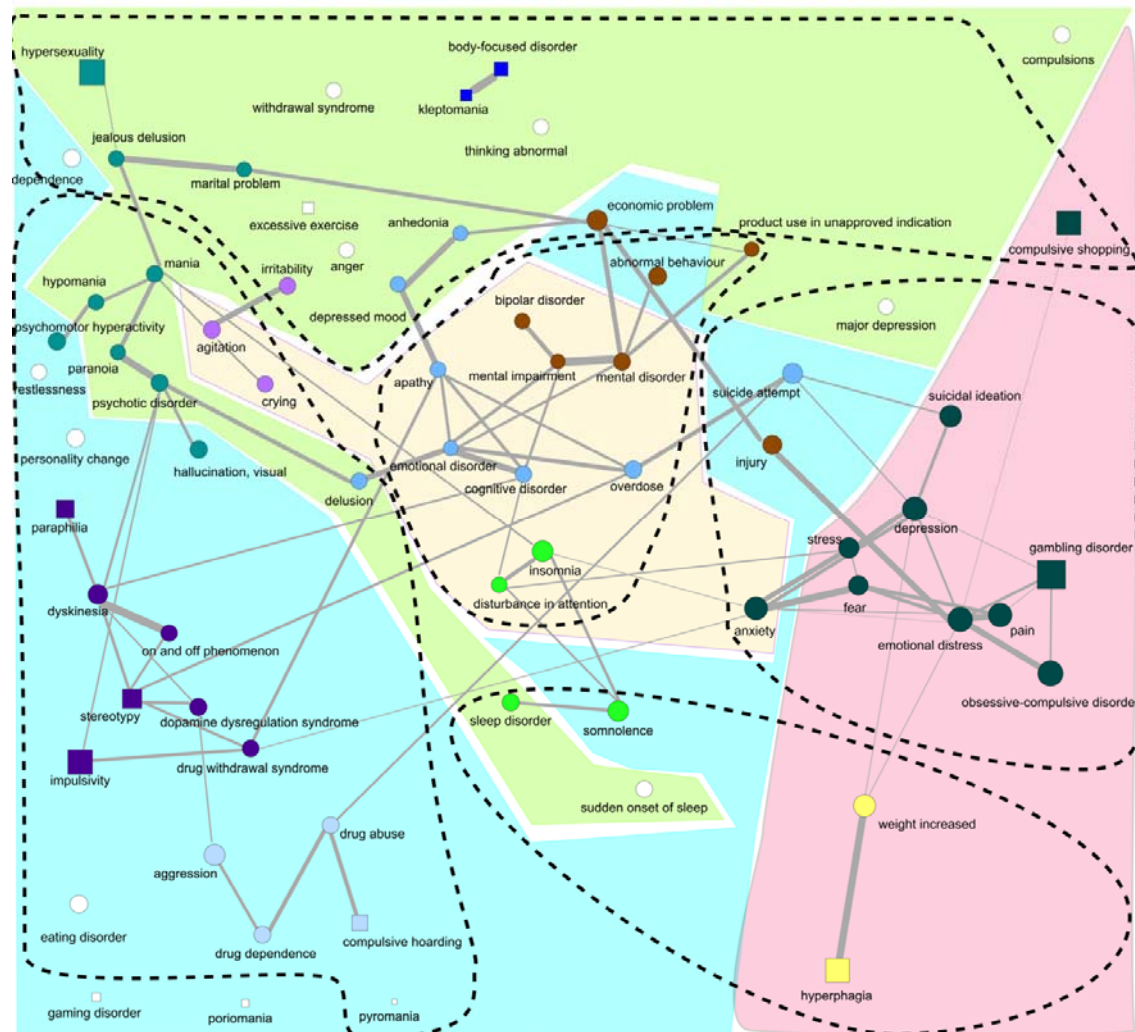 hypersexuality
body-focused disorder
compulsions
withdrawal syndrome
kleptomania
jealous delusion
thinking abnormal
dependence
marital problem
economic problem
excessive exercise
anhedonia
product use in unapproved indication
compulsive shopping
anger
mania
irritability
abnormal behaviour
hypomania
bipolar disorder
depressed mood
major depression
psychomotor hyperactivity
agitation
paranoia
mental impairment
mental disorder
restlessness
crying
apathy
suicide attempt
psychotic disorder
suicidal ideation
personality change
hallucination, visual
emotional disorder
injury
cognitive disorder
overdose
delusion
paraphilia
depression
stress
gambling disorder
insomnia
dyskinesia
disturbance in attention
fear
anxiety
pain
on and off phenomenon
emotional distress
obsessive-compulsive disorde
stereotypy
dopamine dysregulation syndrome
sleep disorder
somnolence
impulsivity
drug withdrawal syndrome
sudden onset of sleep
weight increased
drug abuse
aggression
eating disorder
drug dependence
compulsive hoarding
hyperphagia
gaming disorder
poriomania
pyromania